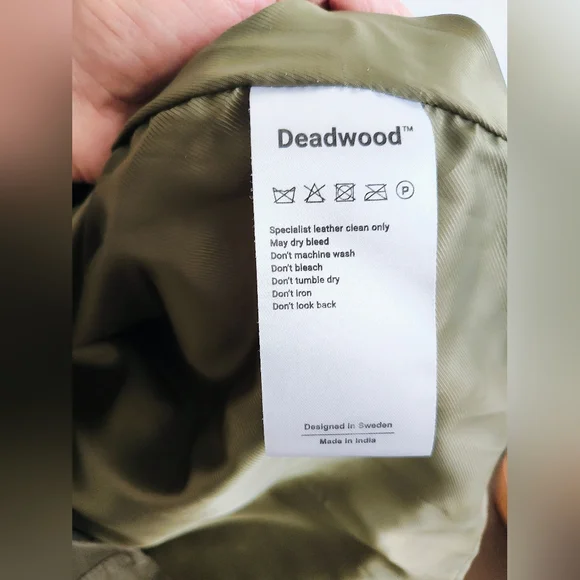 Deadwood™
P
Specialist leather clean only
May dry bleed
Don't machine wash
Don't bleach
Don't tumble dry
Don't iron
Don't look back
Designed in Sweden
Made in India